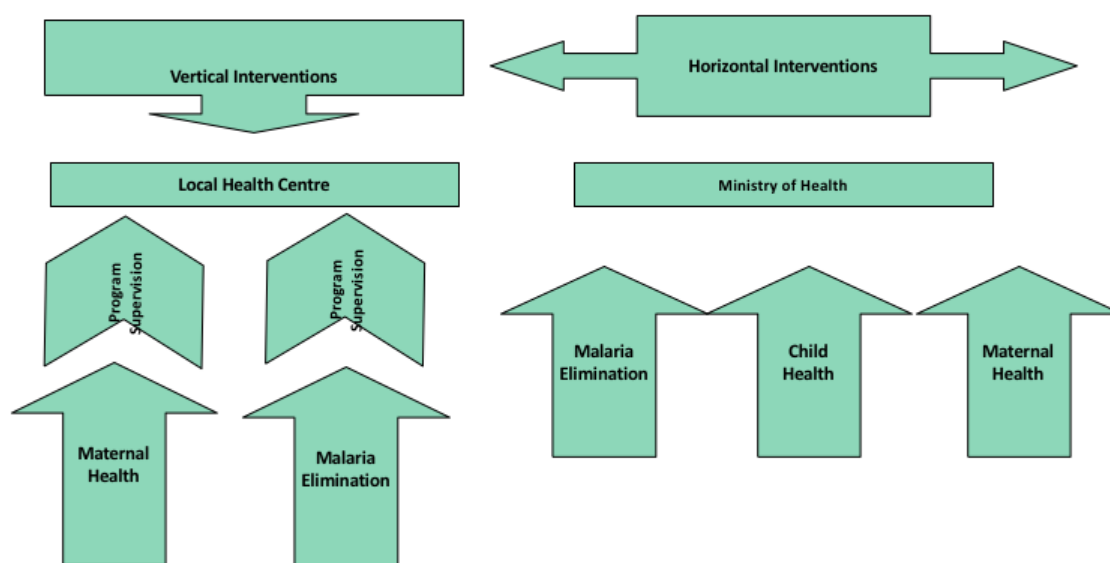 Vertical Interventions
Horizontal Interventions
Local Health Centre
Ministry of Health
Program
Supervision
Program
Supervision
Maternal
Health
Malaria
Elimination
Malaria
Elimination
Child
Health
Maternal
Health